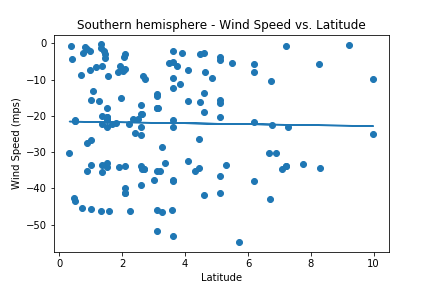 Southern hemisphere - Wind Speed vs. Latitude
0
−10
−20
−30
−40
−50
Wind Speed (mps)
0 2 4 6 8 10
Latitude